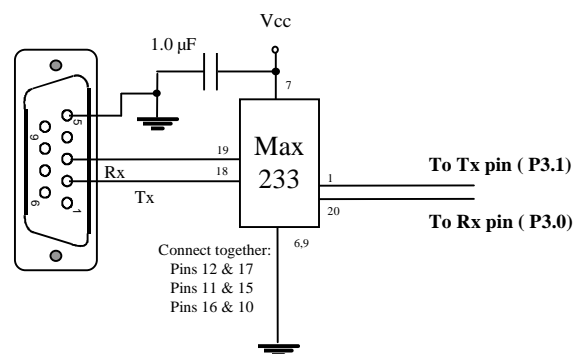 Vcc
1.0 µF
7
5
9
6
1
19
Rx
18
Tx
Max
233
1
To Tx pin ( P3.1)
20
To Rx pin ( P3.0)
6,9
Connect together:
Pins 12 & 17
Pins 11 & 15
Pins 16 & 10